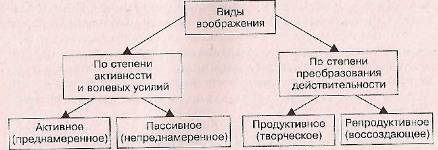 Виды
воображения
По степени
активности
и волевых усилий
По степени
преобразования
действительности
Активное
(преднамеренное)
Пассивное
(непреднамеренное)
Продуктивное
(творческое)
Репродуктивное
(воссоздающее)